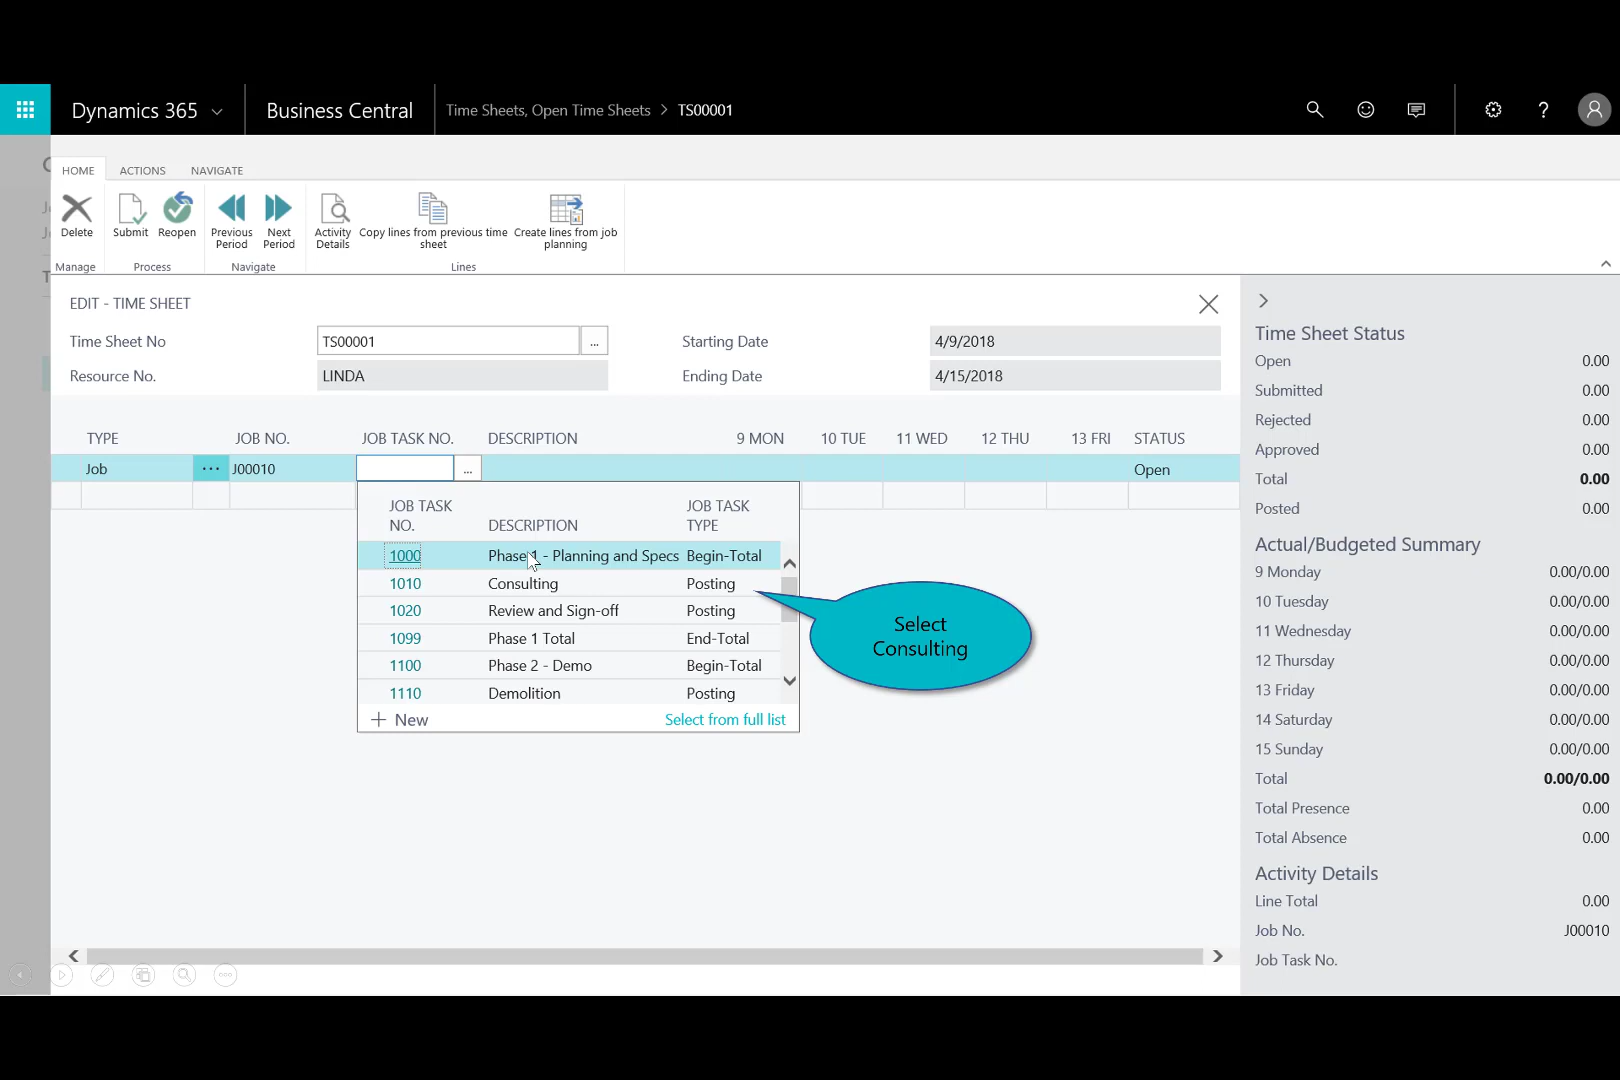 Dynamics 365 Business Central Time Sheets, Open Time Sheets > TS00001 ?
HOME ACTIONS NAVIGATE
Delete Submit Reopen Previous Period Next Period Activity Details Copy lines from previous time sheet Create lines from job planning
Manage Process Navigate Lines
EDIT - TIME SHEET
Time Sheet No TS00001 ... Starting Date 4/9/2018
Resource No. LINDA Ending Date 4/15/2018
TYPE JOB NO. JOB TASK NO. DESCRIPTION 9 MON 10 TUE 11 WED 12 THU 13 FRI STATUS
Job ... J00010 ... Open
JOB TASK NO. DESCRIPTION JOB TASK TYPE
1000 Phase 1 - Planning and Specs Begin-Total
1010 Consulting Posting
1020 Review and Sign-off Posting
1099 Phase 1 Total End-Total
1100 Phase 2 - Demo Begin-Total
1110 Demolition Posting
+ New Select from full list
Select
Consulting
Time Sheet Status
Open 0.00
Submitted 0.00
Rejected 0.00
Approved 0.00
Total 0.00
Posted 0.00
Actual/Budgeted Summary
9 Monday 0.00/0.00
10 Tuesday 0.00/0.00
11 Wednesday 0.00/0.00
12 Thursday 0.00/0.00
13 Friday 0.00/0.00
14 Saturday 0.00/0.00
15 Sunday 0.00/0.00
Total 0.00/0.00
Total Presence 0.00
Total Absence 0.00
Activity Details
Line Total 0.00
Job No. J00010
Job Task No.